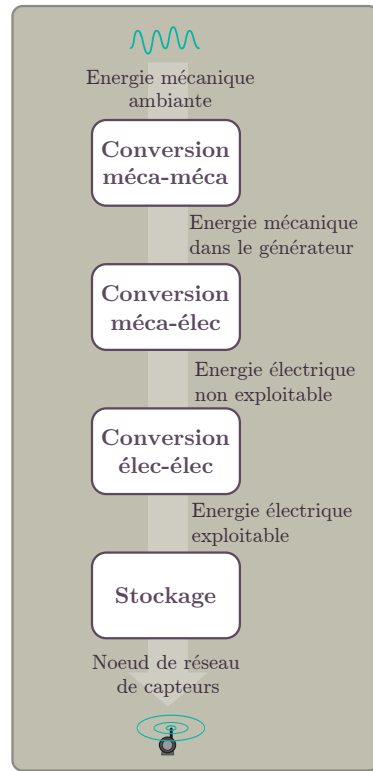 Energie mécanique
ambiante
Conversion
méca-méca
Energie mécanique
dans le générateur
Conversion
méca-élec
Energie électrique
non exploitable
Conversion
élec-élec
Energie électrique
exploitable
Stockage
Noeud de réseau
de capteurs